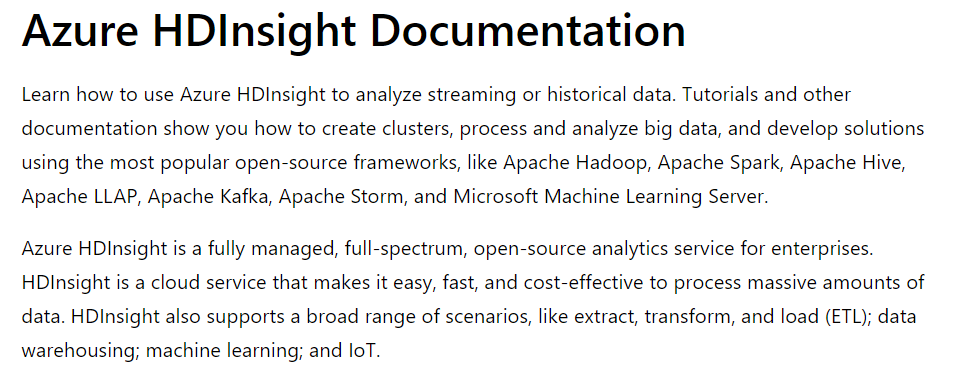 Azure HDInsight Documentation
Learn how to use Azure HDInsight to analyze streaming or historical data. Tutorials and other
documentation show you how to create clusters, process and analyze big data, and develop solutions
using the most popular open-source frameworks, like Apache Hadoop, Apache Spark, Apache Hive,
Apache LLAP, Apache Kafka, Apache Storm, and Microsoft Machine Learning Server.
Azure HDInsight is a fully managed, full-spectrum, open-source analytics service for enterprises.
HDInsight is a cloud service that makes it easy, fast, and cost-effective to process massive amounts of
data. HDInsight also supports a broad range of scenarios, like extract, transform, and load (ETL); data
warehousing; machine learning; and IoT.